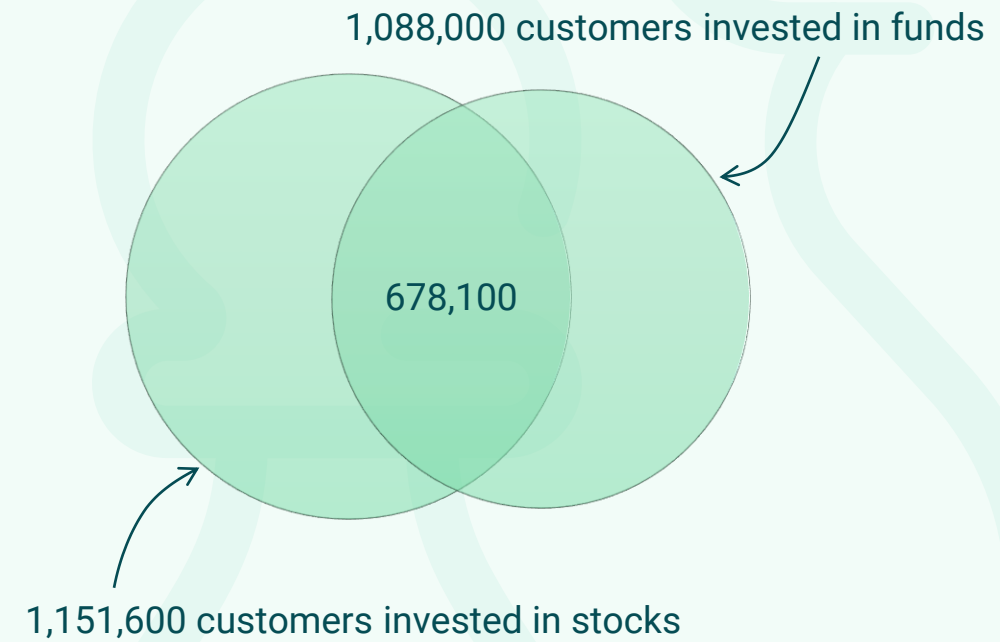 1,088,000 customers invested in funds
678,100
1,151,600 customers invested in stocks